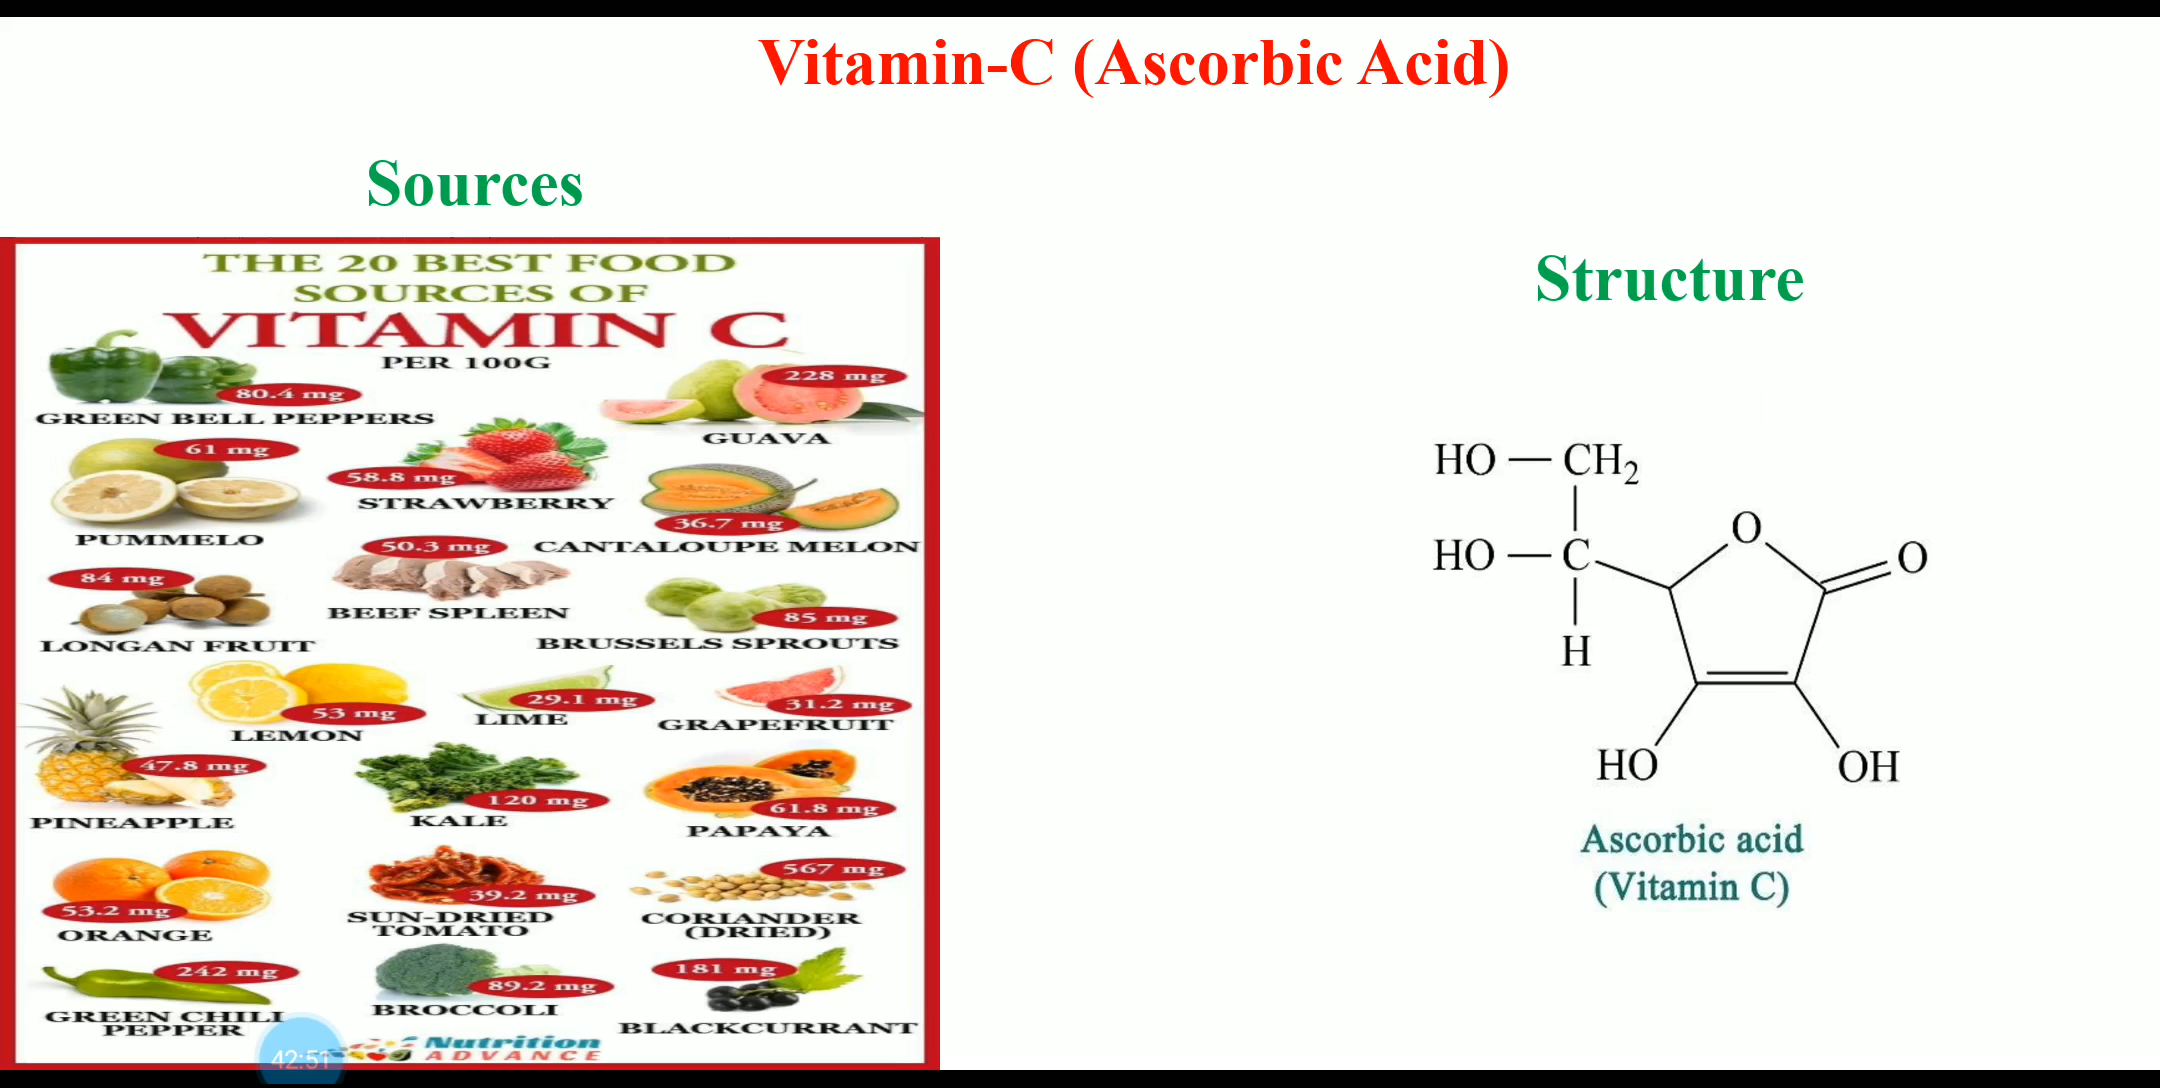 Vitamin-C (Ascorbic Acid)
Sources
THE 20 BEST FOOD
SOURCES OF
VITAMIN C
PER 100G
80.4 mg
GREEN BELL PEPPERS
228 mg
GUAVA
61 mg
PUMMELO
58.8 mg
STRAWBERRY
36.7 mg
CANTALOUPE MELON
84 mg
LONGAN FRUIT
50.3 mg
BEEF SPLEEN
85 mg
BRUSSELS SPROUTS
53 mg
LEMON
29.1 mg
LIME
31.2 mg
GRAPEFRUIT
47.8 mg
PINEAPPLE
120 mg
KALE
61.8 mg
PAPAYA
53.2 mg
ORANGE
39.2 mg
SUN-DRIED
TOMATO
567 mg
CORIANDER
(DRIED)
242 mg
GREEN CHILI
PEPPER
89.2 mg
BROCCOLI
181 mg
BLACKCURRANT
42:51
Nutrition
ADVANCE
Structure
HO — CH₂
O
HO — C
O
H
HO
OH
Ascorbic acid
(Vitamin C)